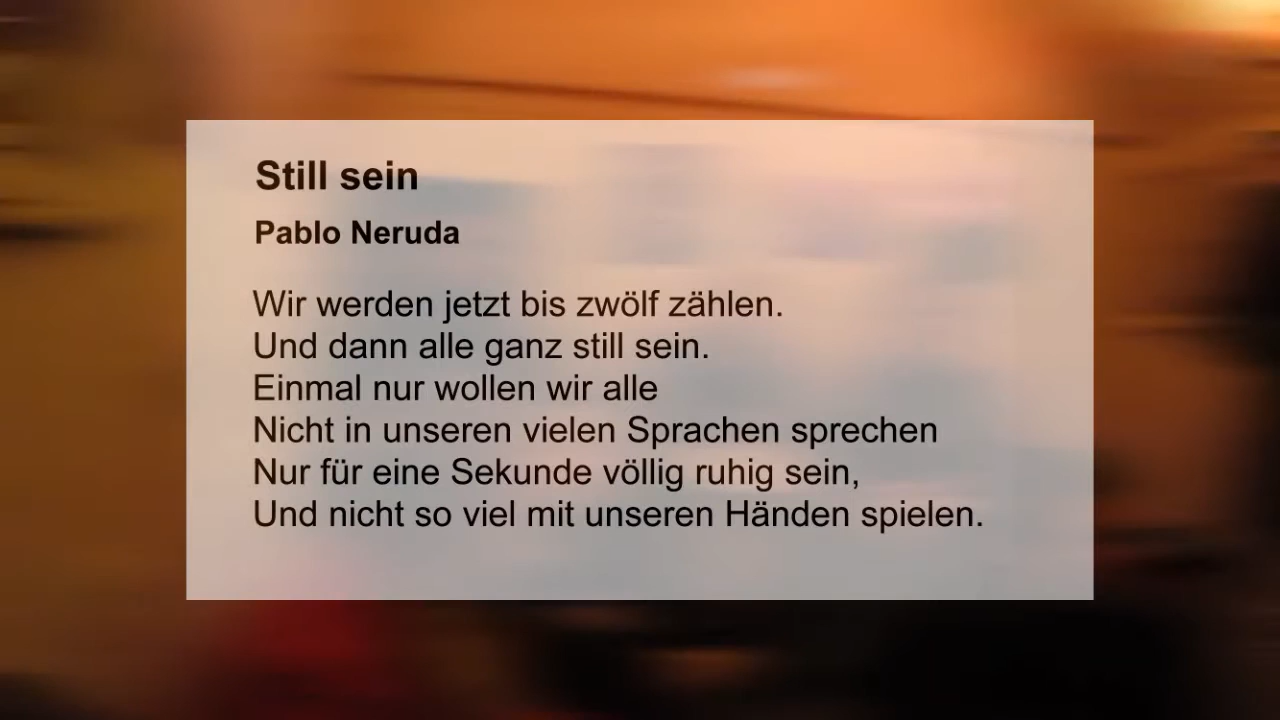 Still sein
Pablo Neruda
Wir werden jetzt bis zwölf zählen.
Und dann alle ganz still sein.
Einmal nur wollen wir alle
Nicht in unseren vielen Sprachen sprechen
Nur für eine Sekunde völlig ruhig sein,
Und nicht so viel mit unseren Händen spielen.